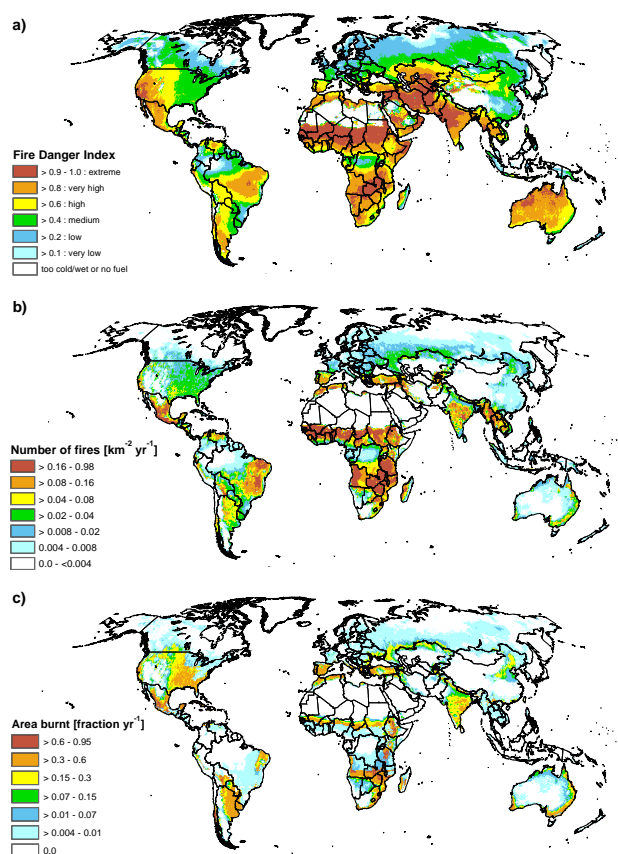 a)
Fire Danger Index
> 0.9 - 1.0 : extreme
> 0.8 : very high
> 0.6 : high
> 0.4 : medium
> 0.2 : low
> 0.1 : very low
too cold/wet or no fuel
b)
Number of fires [km⁻² yr⁻¹]
> 0.16 - 0.98
> 0.08 - 0.16
> 0.04 - 0.08
> 0.02 - 0.04
> 0.008 - 0.02
0.004 - 0.008
0.0 - <0.004
c)
Area burnt [fraction yr⁻¹]
> 0.6 - 0.95
> 0.3 - 0.6
> 0.15 - 0.3
> 0.07 - 0.15
> 0.01 - 0.07
> 0.004 - 0.01
0.0